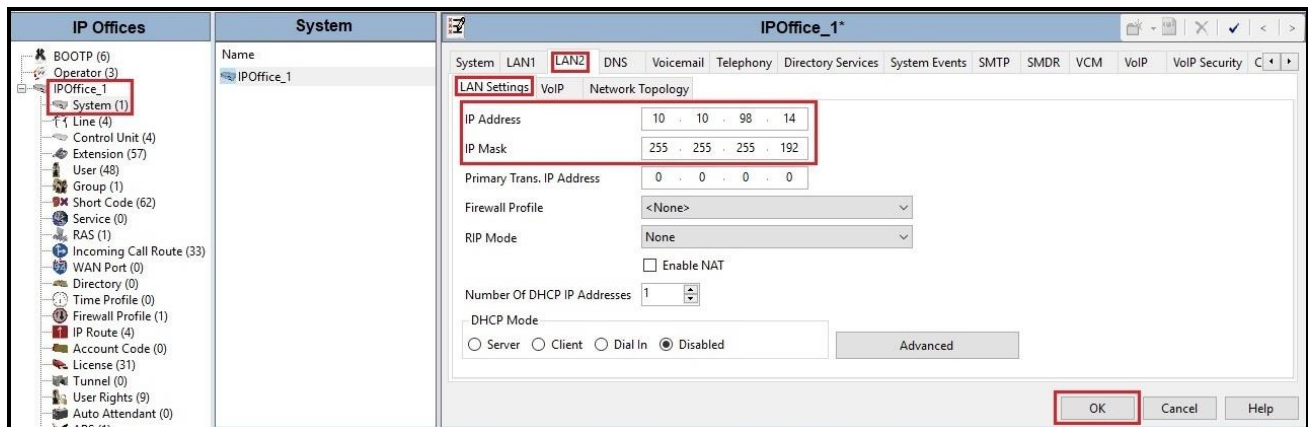 IP Offices
BOOTP (6)
Operator (3)
IPOffice_1
System (1)
Line (4)
Control Unit (4)
Extension (57)
User (48)
Group (1)
Short Code (62)
Service (0)
RAS (1)
Incoming Call Route (33)
WAN Port (0)
Directory (0)
Time Profile (0)
Firewall Profile (1)
IP Route (4)
Account Code (0)
License (31)
Tunnel (0)
User Rights (9)
Auto Attendant (0)
System
Name
IPOffice_1
IPOffice_1*
System LAN1 LAN2 DNS Voicemail Telephony Directory Services System Events SMTP SMDR VCM VoIP VoIP Security C
LAN Settings VoIP Network Topology
IP Address 10 . 10 . 98 . 14
IP Mask 255 . 255 . 255 . 192
Primary Trans. IP Address 0 . 0 . 0 . 0
Firewall Profile <None>
RIP Mode None
Enable NAT
Number Of DHCP IP Addresses 1
DHCP Mode
Server Client Dial In Disabled Advanced
OK Cancel Help